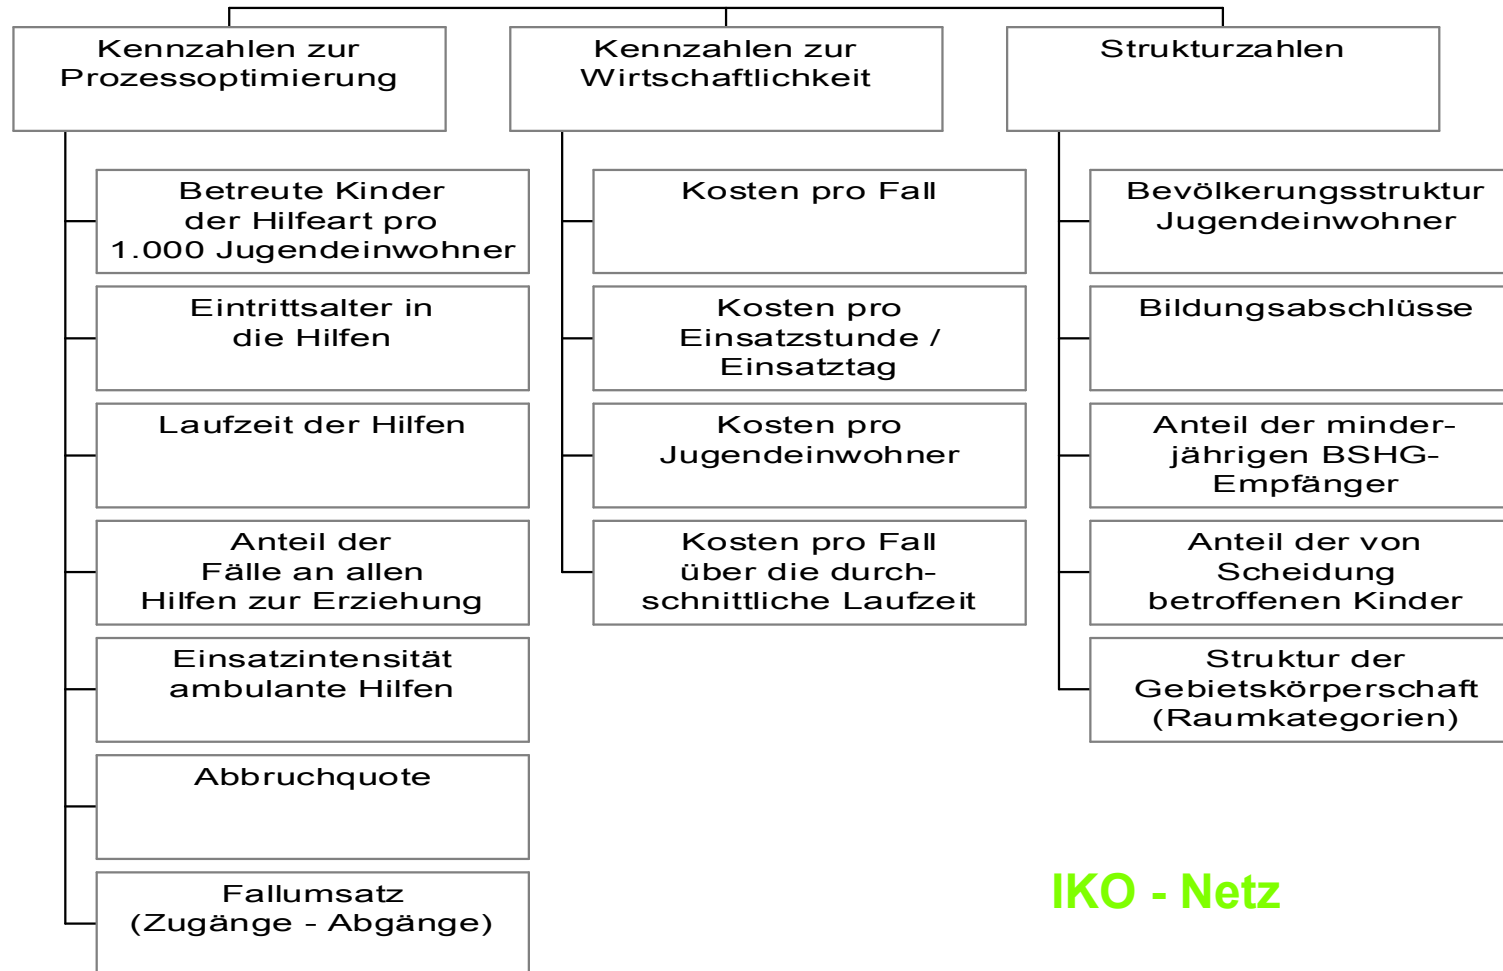 Kennzahlen zur
Prozessoptimierung
Betreute Kinder
der Hilfeart pro
1.000 Jugendeinwohner
Eintrittsalter in
die Hilfen
Laufzeit der Hilfen
Anteil der
Fälle an allen
Hilfen zur Erziehung
Einsatzintensität
ambulante Hilfen
Abbruchquote
Fallumsatz
(Zugänge - Abgänge)
Kennzahlen zur
Wirtschaftlichkeit
Kosten pro Fall
Kosten pro
Einsatzstunde /
Einsatztag
Kosten pro
Jugendeinwohner
Kosten pro Fall
über die durch-
schnittliche Laufzeit
Strukturzahlen
Bevölkerungsstruktur
Jugendeinwohner
Bildungsabschlüsse
Anteil der minder-
jährigen BSHG-
Empfänger
Anteil der von
Scheidung
betroffenen Kinder
Struktur der
Gebietskörperschaft
(Raumkategorien)
IKO - Netz